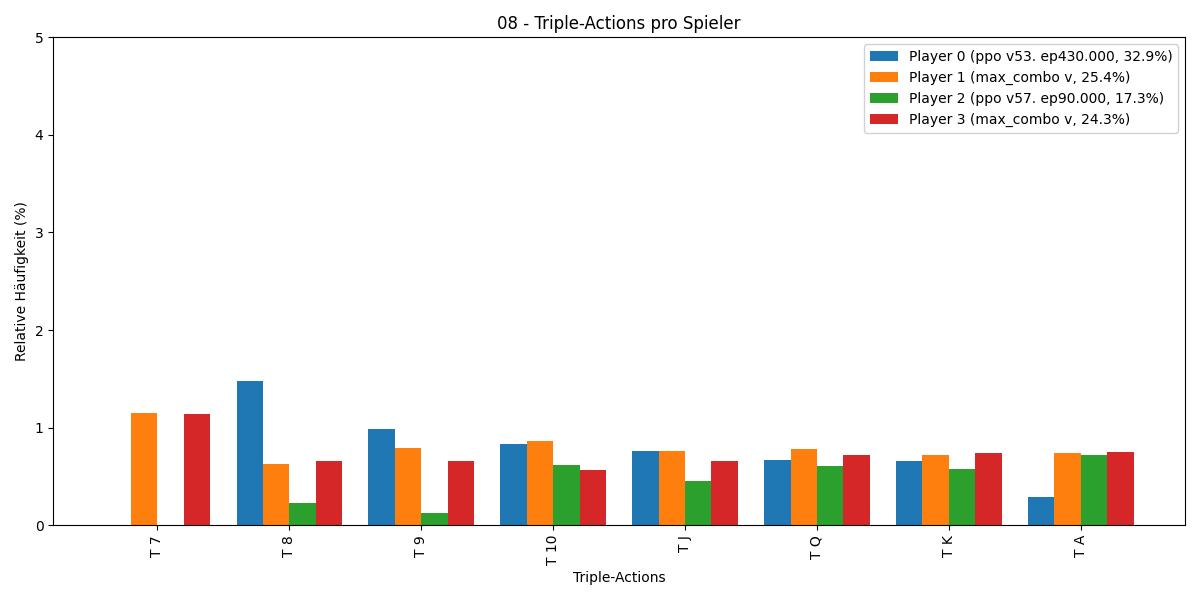 08 - Triple-Actions pro Spieler
Player 0 (ppo v53. ep430.000, 32.9%)
Player 1 (max_combo v, 25.4%)
Player 2 (ppo v57. ep90.000, 17.3%)
Player 3 (max_combo v, 24.3%)
Relative Häufigkeit (%)
5
4
3
2
1
0
T 7
T 8
T 9
T 10
T J
T Q
T K
T A
Triple-Actions